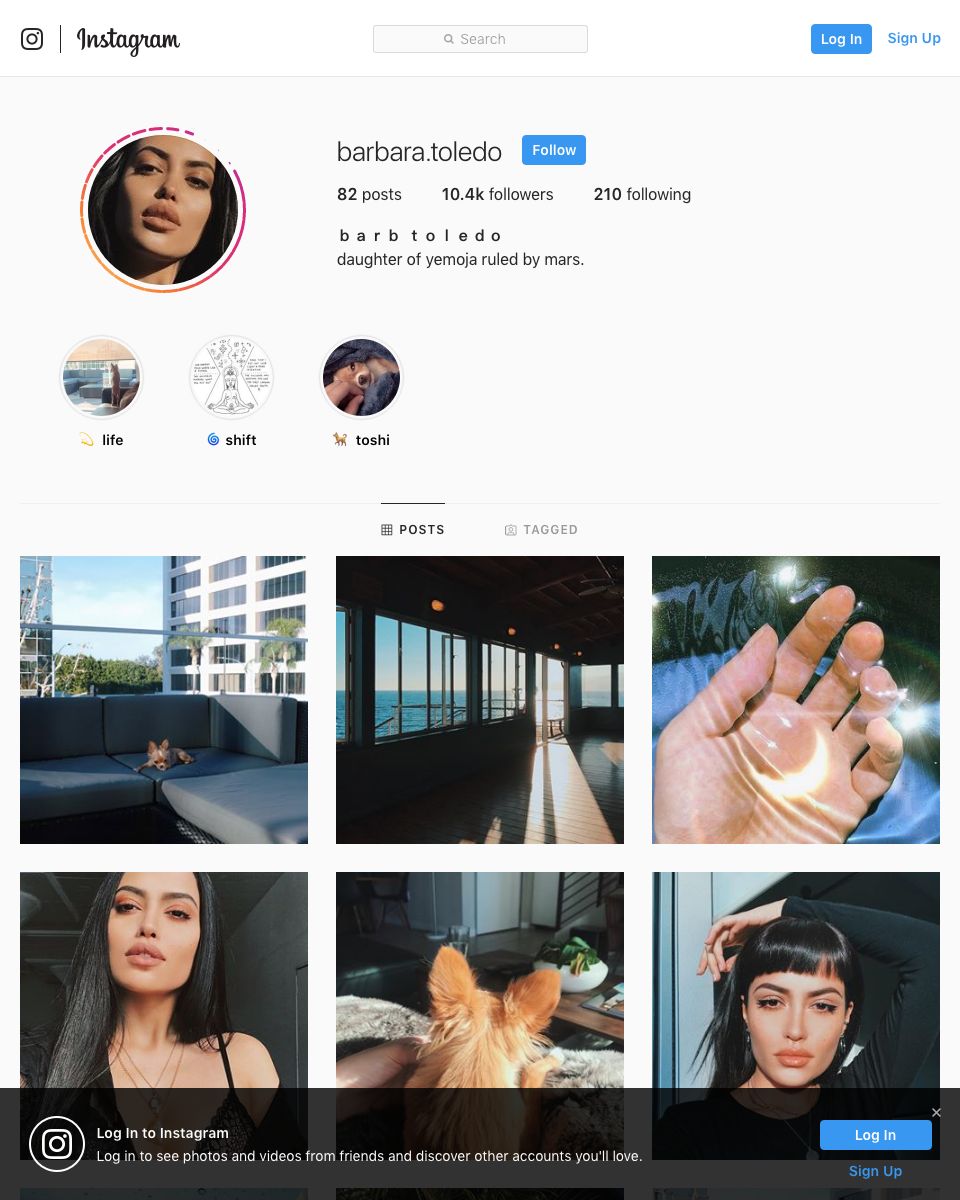 Instagram
Search
Log In
Sign Up
barbara.toledo
Follow
82 posts
10.4k followers
210 following
barb toledo
daughter of yemoja ruled by mars.
life
shift
toshi
POSTS
TAGGED
Log In to Instagram
Log in to see photos and videos from friends and discover other accounts you'll love.
Log In
Sign Up